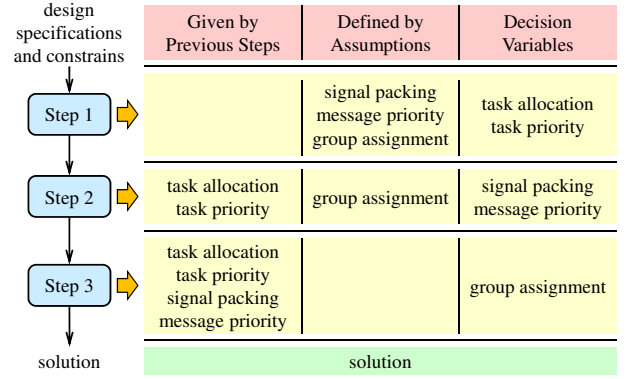 design
specifications
and constrains
Given by
Previous Steps
Defined by
Assumptions
Decision
Variables
Step 1
signal packing
message priority
group assignment
task allocation
task priority
Step 2
task allocation
task priority
group assignment
signal packing
message priority
Step 3
task allocation
task priority
signal packing
message priority
group assignment
solution
solution